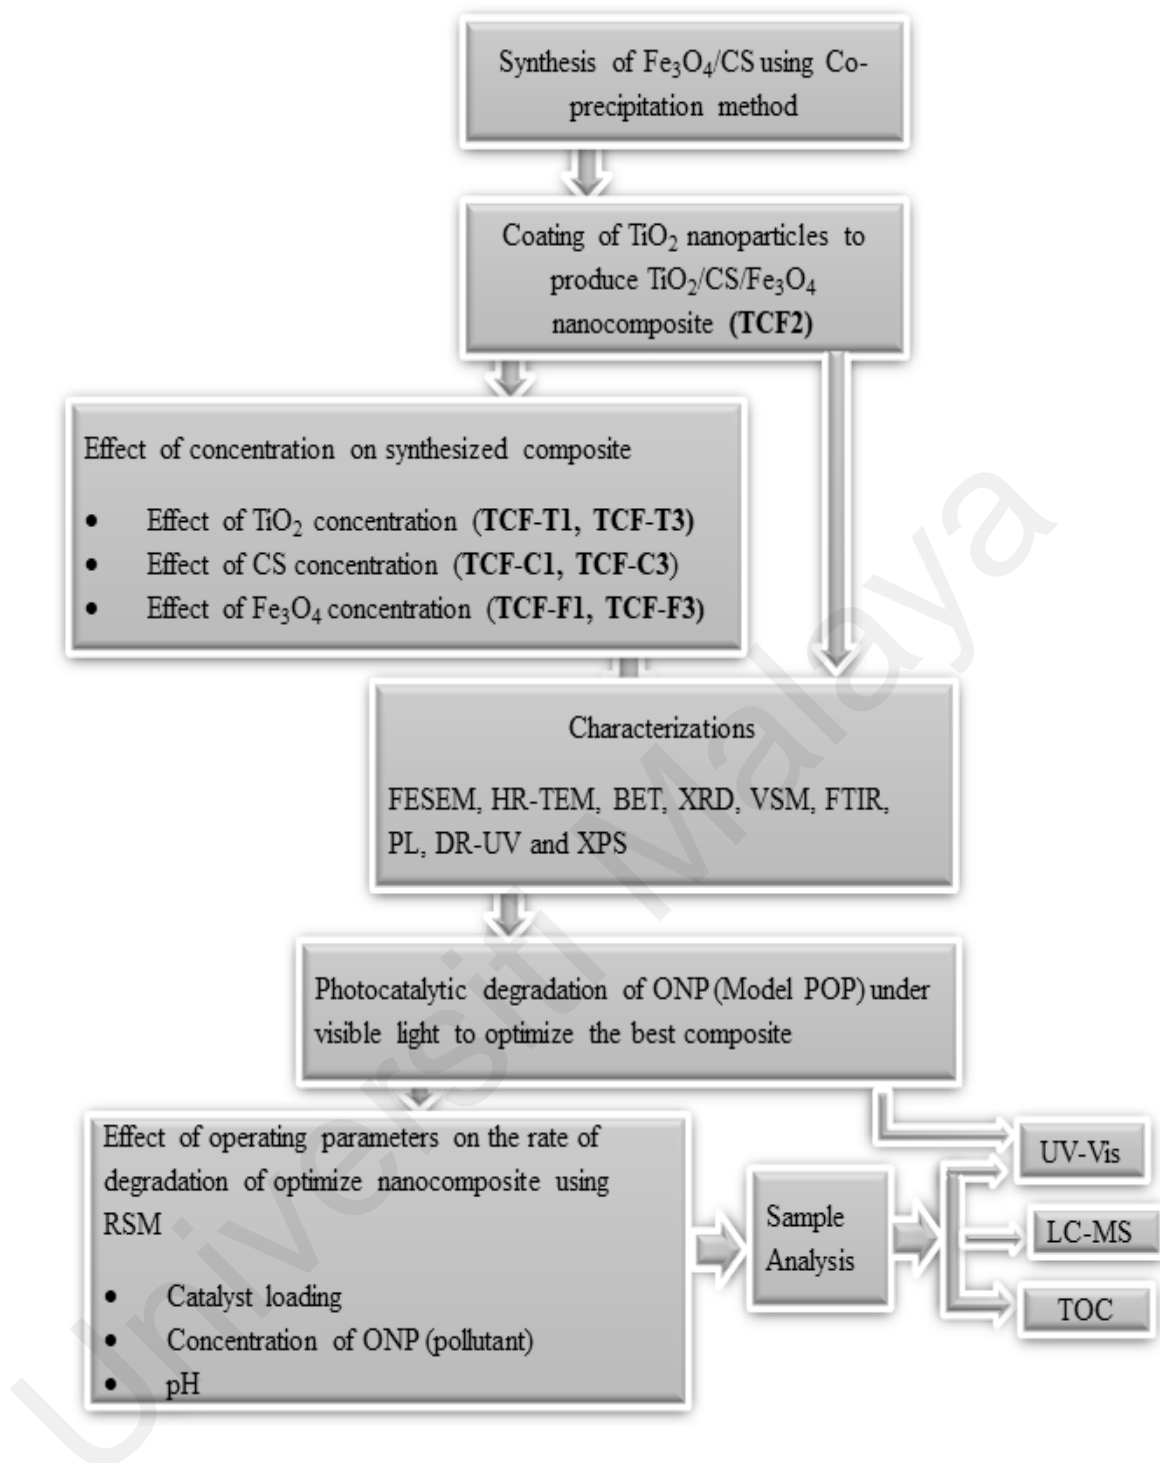 Synthesis of Fe₃O₄/CS using Co-
precipitation method
Coating of TiO₂ nanoparticles to
produce TiO₂/CS/Fe₃O₄
nanocomposite (TCF2)
Effect of concentration on synthesized composite
• Effect of TiO₂ concentration (TCF-T1, TCF-T3)
• Effect of CS concentration (TCF-C1, TCF-C3)
• Effect of Fe₃O₄ concentration (TCF-F1, TCF-F3)
Characterizations
FESEM, HR-TEM, BET, XRD, VSM, FTIR,
PL, DR-UV and XPS
Photocatalytic degradation of ONP (Model POP) under
visible light to optimize the best composite
Effect of operating parameters on the rate of
degradation of optimize nanocomposite using
RSM
• Catalyst loading
• Concentration of ONP (pollutant)
• pH
Sample
Analysis
UV-Vis
LC-MS
TOC
Universiti Malaya